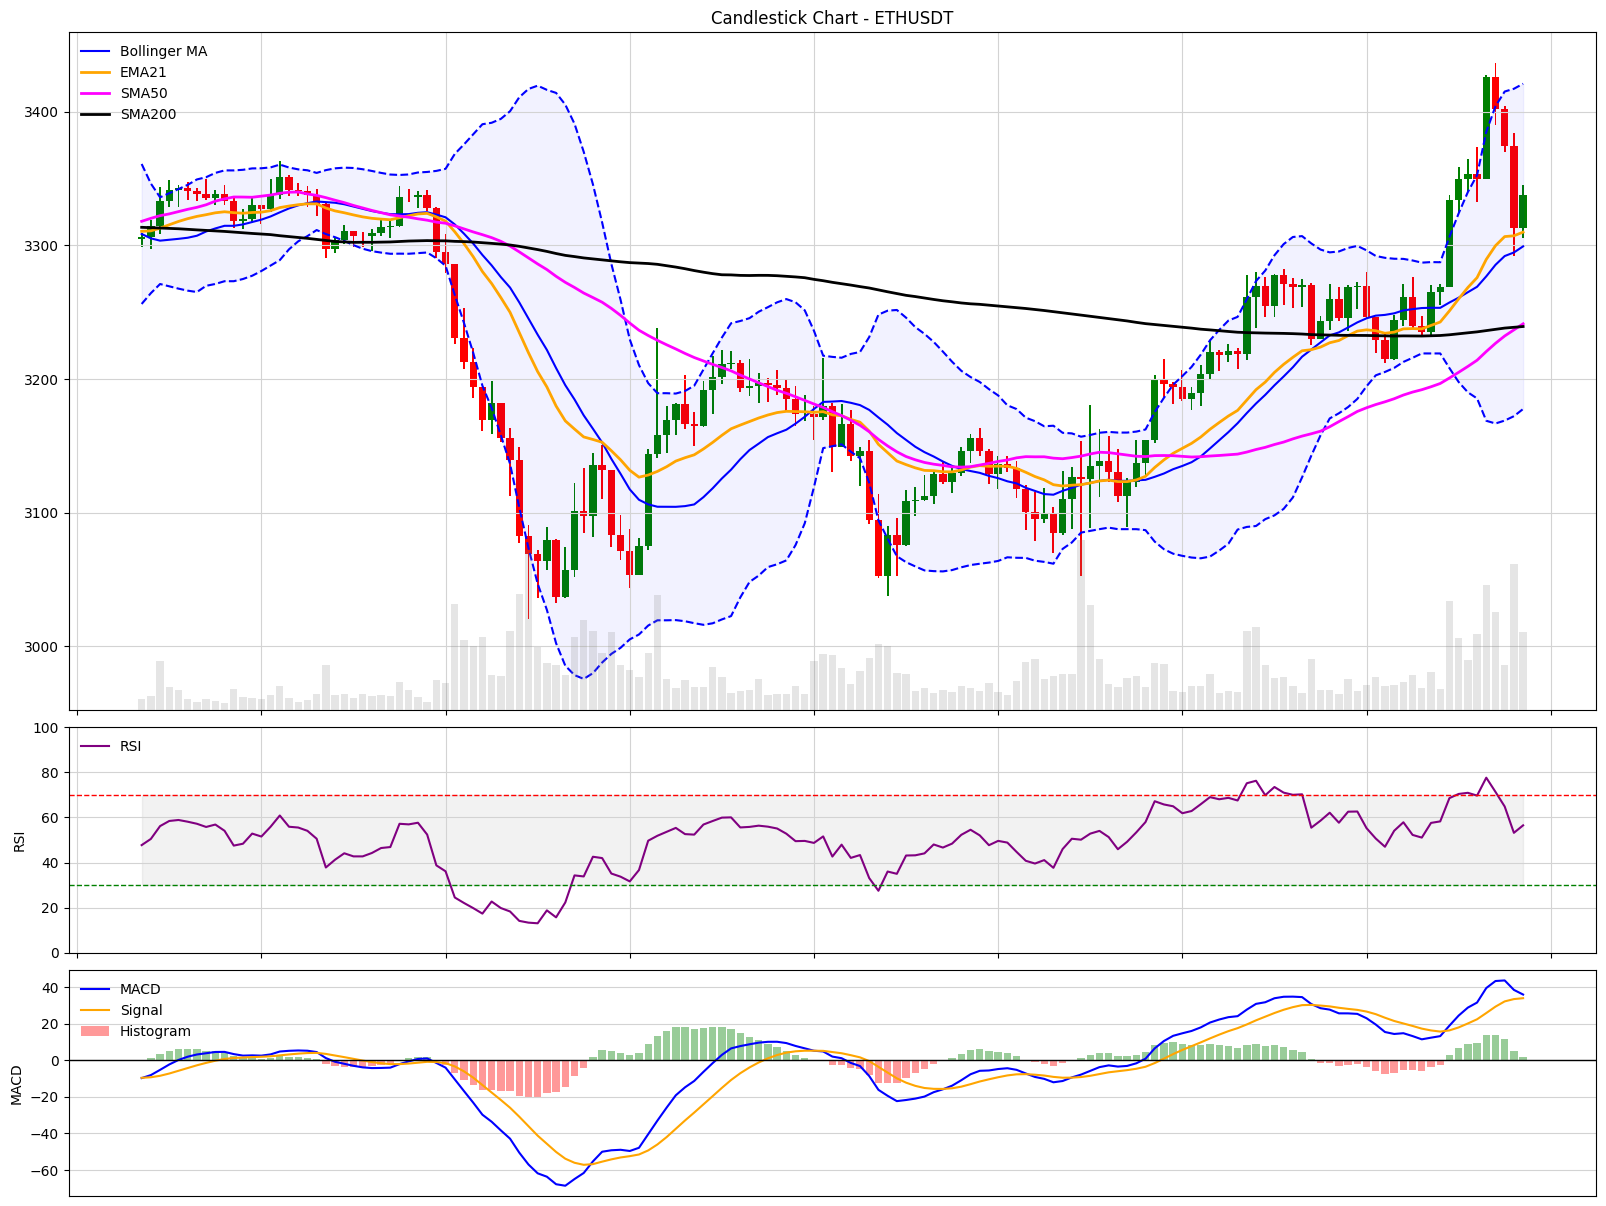 Candlestick Chart - ETHUSDT
Bollinger MA
EMA21
SMA50
SMA200
3400
3300
3200
3100
3000
RSI
100
80
60
40
20
0
RSI
MACD
Signal
Histogram
40
20
0
−20
−40
−60
MACD